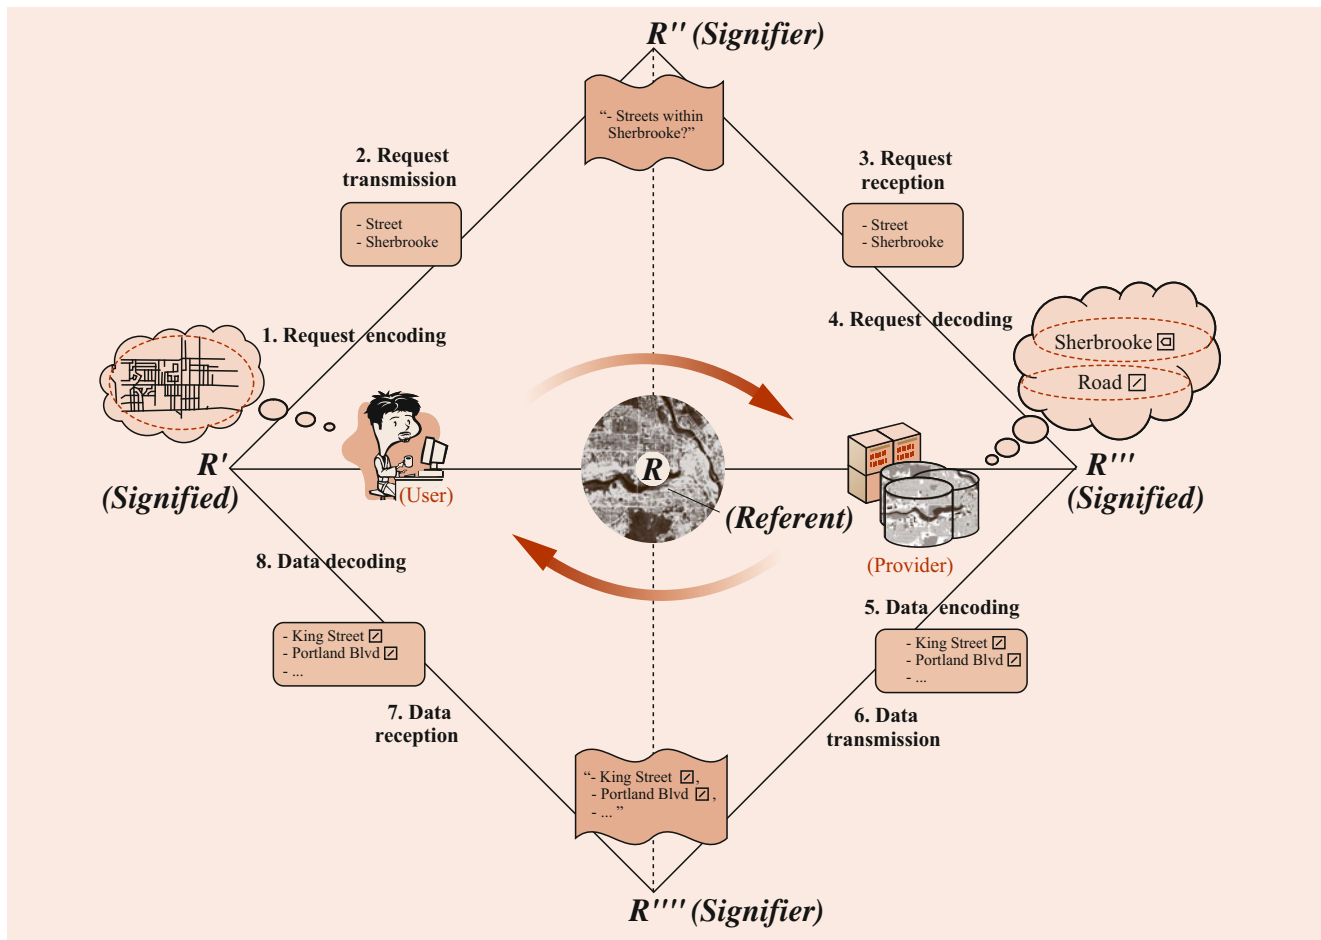 R'' (Signifier)
“- Streets within
Sherbrooke?”
2. Request
transmission
- Street
- Sherbrooke
3. Request
reception
- Street
- Sherbrooke
1. Request encoding
4. Request decoding
Sherbrooke
Road
R'
(Signified)
(User)
R
(Referent)
R'''
(Signified)
(Provider)
8. Data decoding
5. Data encoding
- King Street
- Portland Blvd
- ...
- King Street
- Portland Blvd
- ...
7. Data
reception
6. Data
transmission
“- King Street ,
- Portland Blvd ,
- ... ”
R'''' (Signifier)